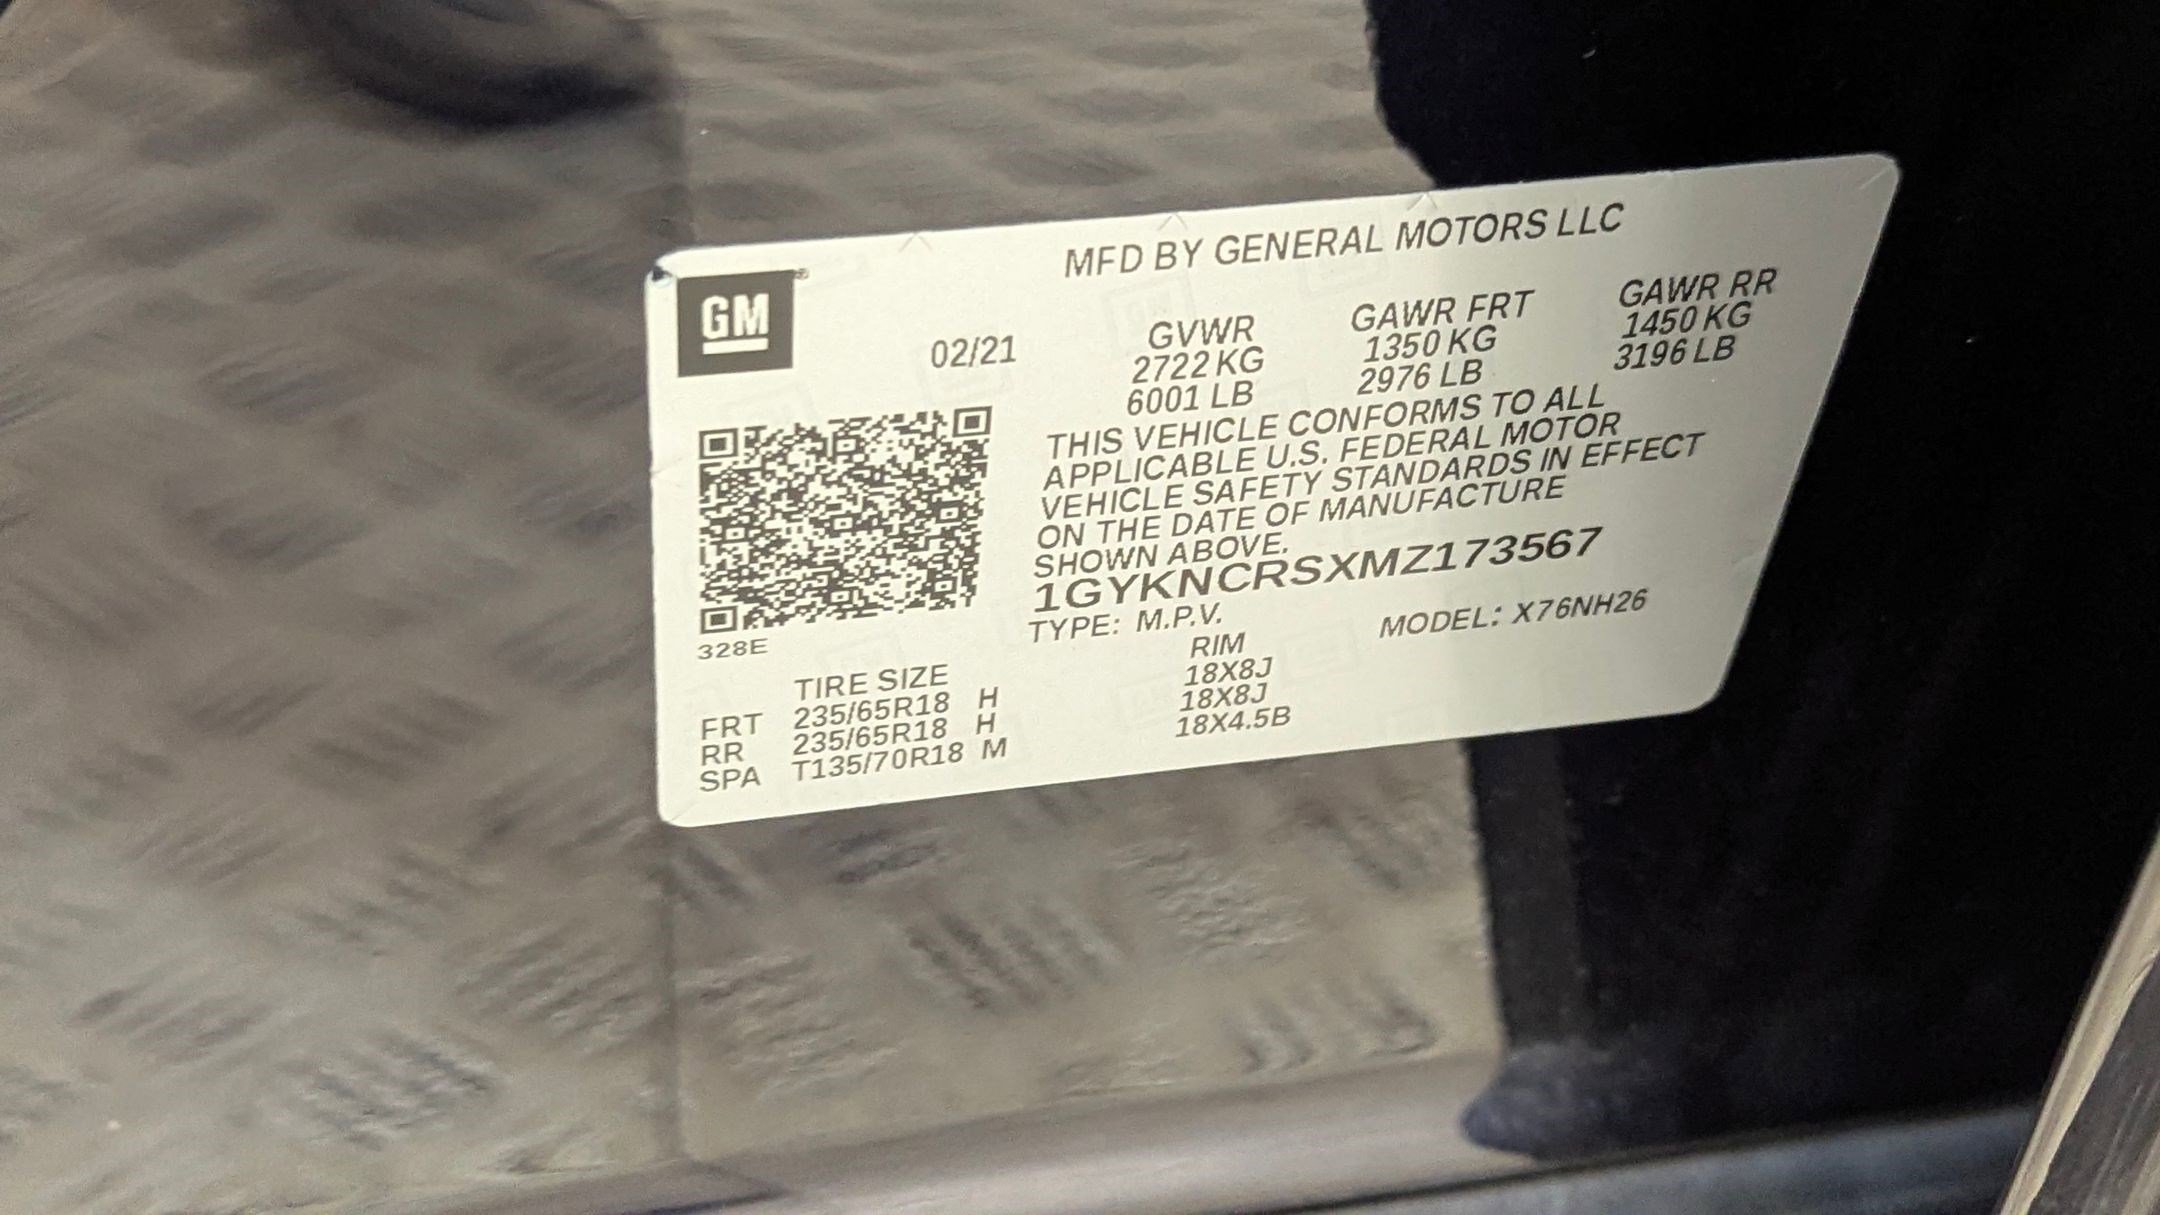 MFD BY GENERAL MOTORS LLC
GM
02/21
GVWR GAWR FRT GAWR RR
2722 KG 1350 KG 1450 KG
6001 LB 2976 LB 3196 LB
THIS VEHICLE CONFORMS TO ALL
APPLICABLE U.S. FEDERAL MOTOR
VEHICLE SAFETY STANDARDS IN EFFECT
ON THE DATE OF MANUFACTURE
SHOWN ABOVE.
1GYKNCRSXMZ173567
TYPE: M.P.V. MODEL: X76NH26
328E
TIRE SIZE RIM
FRT 235/65R18 H 18X8J
RR 235/65R18 H 18X8J
SPA T135/70R18 M 18X4.5B